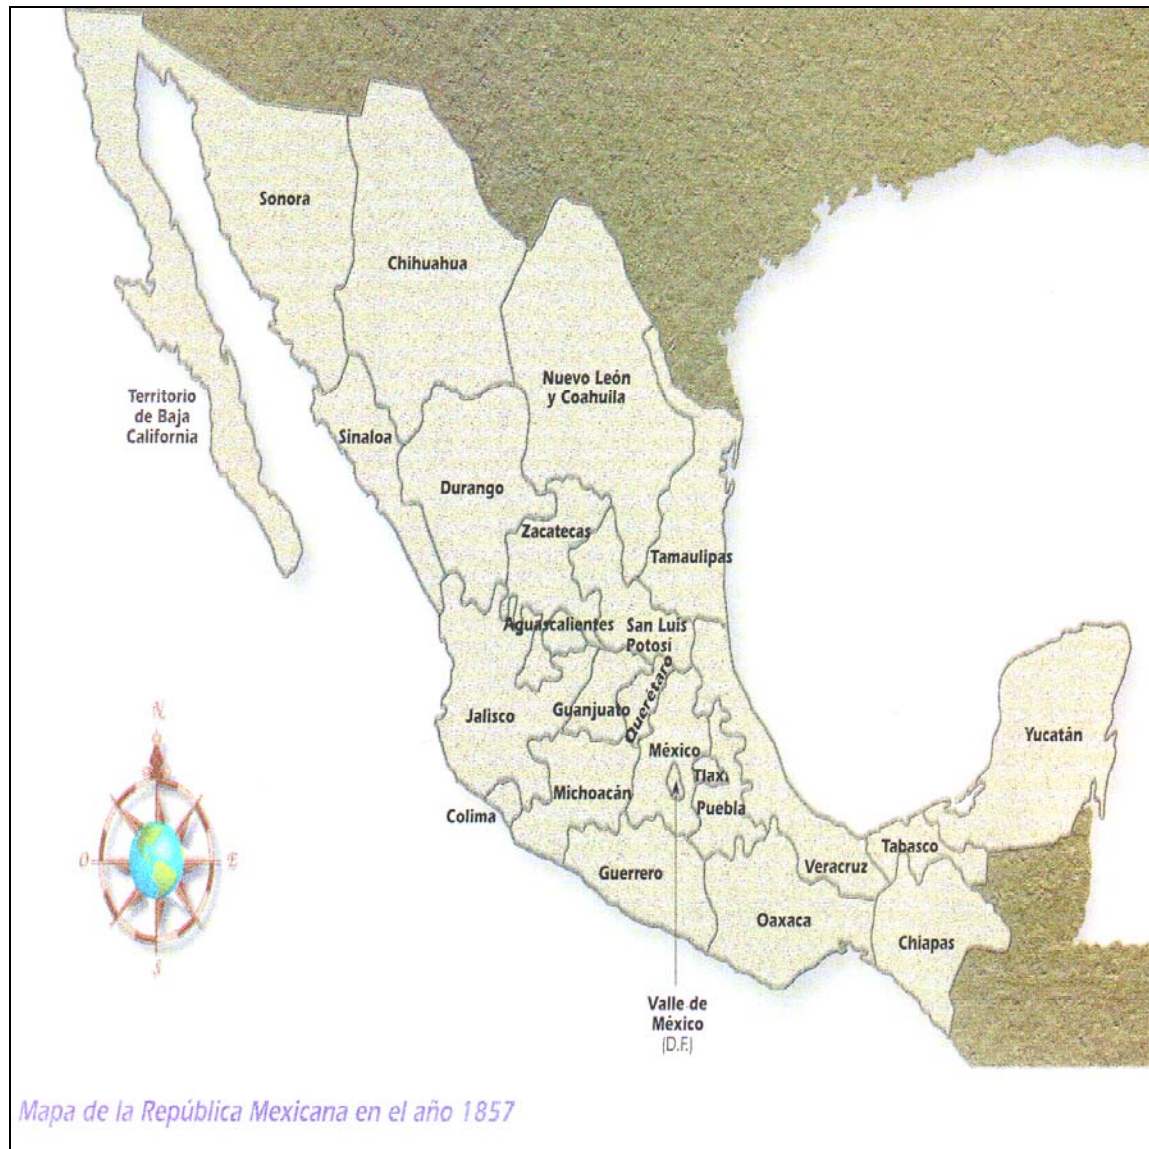 Sonora
Chihuahua
Nuevo León
y Coahuila
Territorio
de Baja
California
Sinaloa
Durango
Zacatecas
Tamaulipas
Aguascalientes
San Luis
Potosí
Querétaro
Jalisco
Guanjuato
México
Tlax.
Puebla
Michoacán
Colima
Guerrero
Veracruz
Tabasco
Yucatán
Oaxaca
Chiapas
Valle de
México
(D.F.)
N
O
E
S
Mapa de la República Mexicana en el año 1857